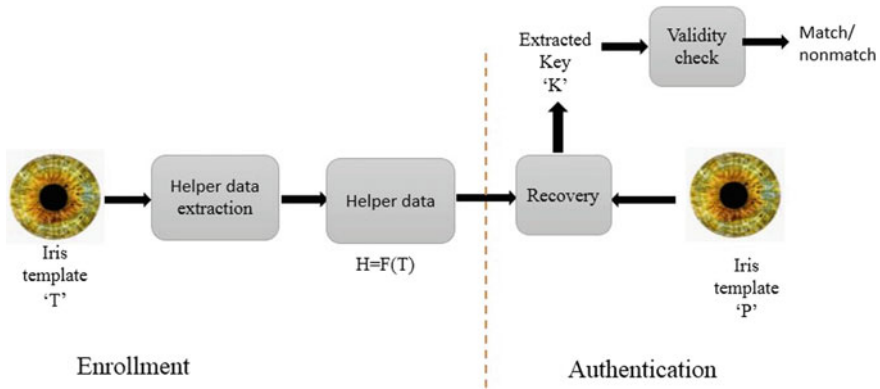 Iris
template
‘T’
Helper data
extraction
Helper data
H=F(T)
Enrollment
Extracted
Key
‘K’
Validity
check
Match/
nonmatch
Recovery
Iris
template
‘P’
Authentication